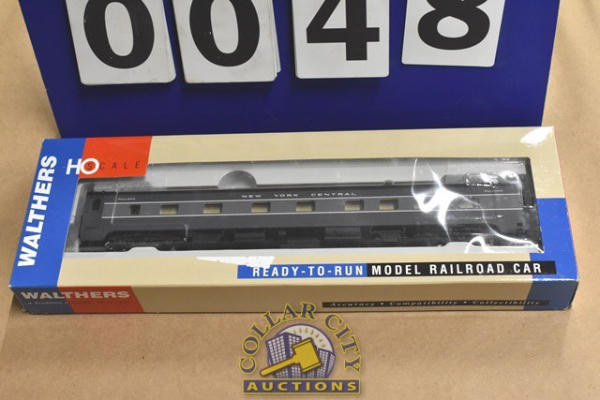 0048
WALTHERS
HO SCALE
NEW YORK CENTRAL
PULLMAN
READY-TO-RUN MODEL RAILROAD CAR
WALTHERS
Accuracy • Compatibility • Collectibility
COLLAR CITY
AUCTIONS